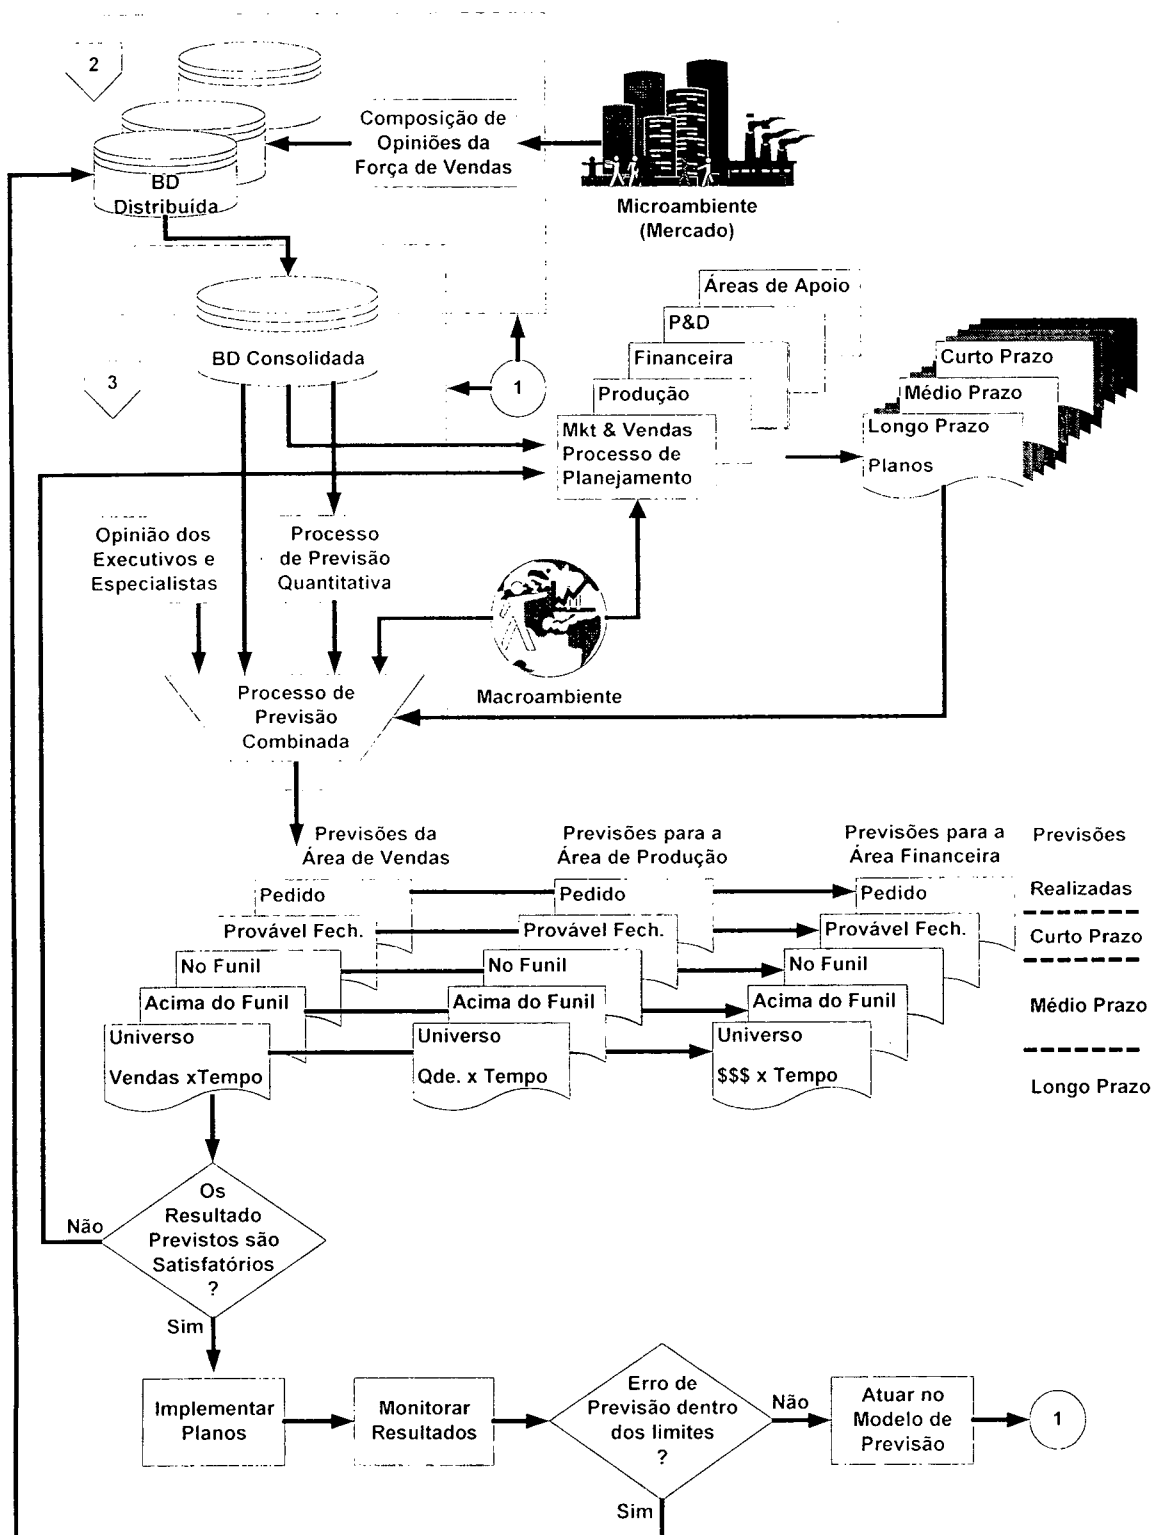 2
Composição de
Opiniões da
Força de Vendas
BD
Distribuída
Microambiente
(Mercado)
Áreas de Apoio
P&D
Financeira
Produção
Mkt & Vendas
Processo de
Planejamento
Curto Prazo
Médio Prazo
Longo Prazo
Planos
BD Consolidada
3
1
Opinião dos
Executivos e
Especialistas
Processo
de Previsão
Quantitativa
Macroambiente
Processo de
Previsão
Combinada
Previsões da
Área de Vendas
Previsões para a
Área de Produção
Previsões para a
Área Financeira
Previsões
Pedido
Pedido
Pedido
Realizadas
Provável Fech.
Provável Fech.
Provável Fech.
Curto Prazo
No Funil
No Funil
No Funil
Acima do Funil
Acima do Funil
Acima do Funil
Médio Prazo
Universo
Vendas xTempo
Universo
Qde. x Tempo
Universo
$$$ x Tempo
Longo Prazo
Os
Resultado
Previstos são
Satisfatórios
?
Não
Sim
Implementar
Planos
Monitorar
Resultados
Erro de
Previsão dentro
dos limites
?
Não
Sim
Atuar no
Modelo de
Previsão
1